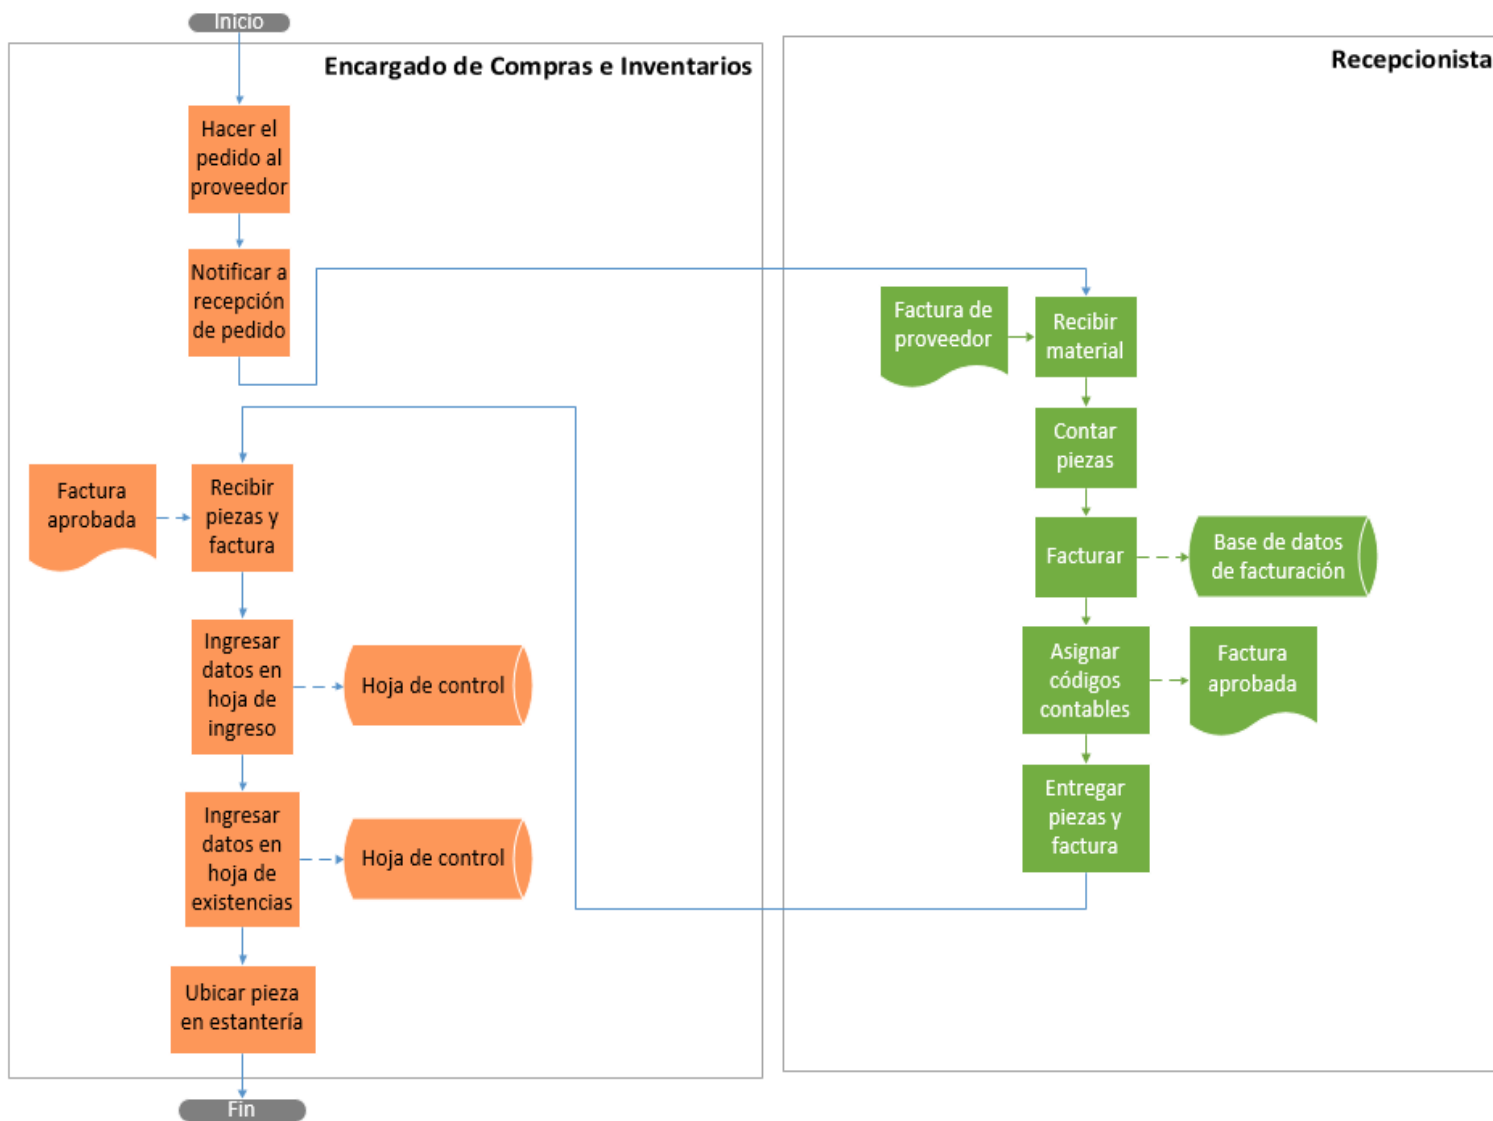 Inicio
Encargado de Compras e Inventarios
Hacer el
pedido al
proveedor
Notificar a
recepción
de pedido
Factura
aprobada
Recibir
piezas y
factura
Ingresar
datos en
hoja de
ingreso
Hoja de control
Ingresar
datos en
hoja de
existencias
Hoja de control
Ubicar pieza
en estantería
Fin
Recepcionista
Factura de
proveedor
Recibir
material
Contar
piezas
Facturar
Base de datos
de facturación
Asignar
códigos
contables
Factura
aprobada
Entregar
piezas y
factura